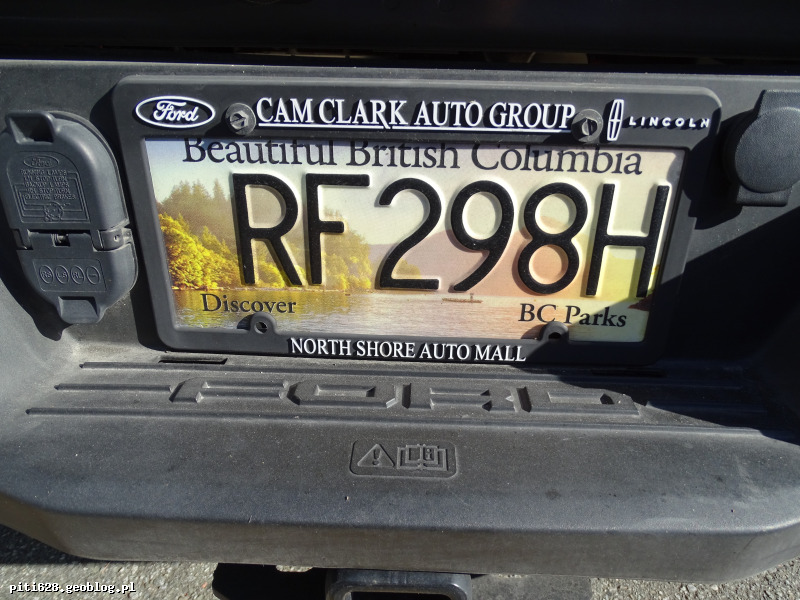 Ford CAM CLARK AUTO GROUP LINCOLN
Beautiful British Columbia
RF298H
Discover BC Parks
NORTH SHORE AUTO MALL
Ford
FORD
piti628.geoblog.pl